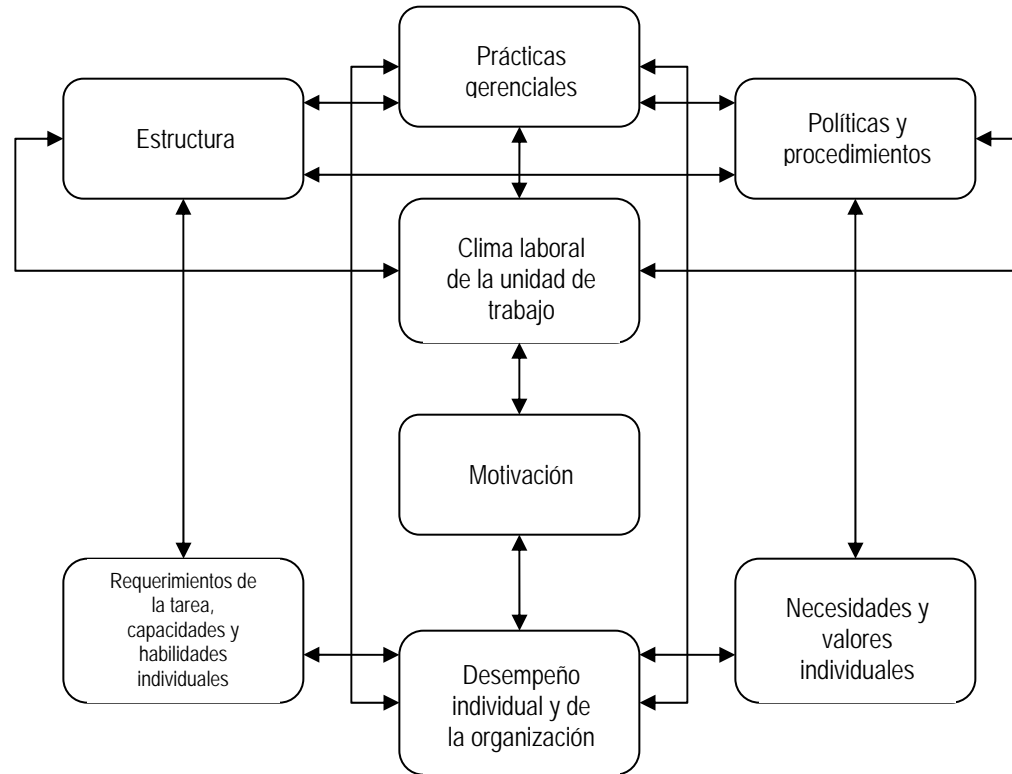 Prácticas
gerenciales
Estructura
Políticas y
procedimientos
Clima laboral
de la unidad de
trabajo
Motivación
Requerimientos de
la tarea,
capacidades y
habilidades
individuales
Necesidades y
valores
individuales
Desempeño
individual y de
la organización